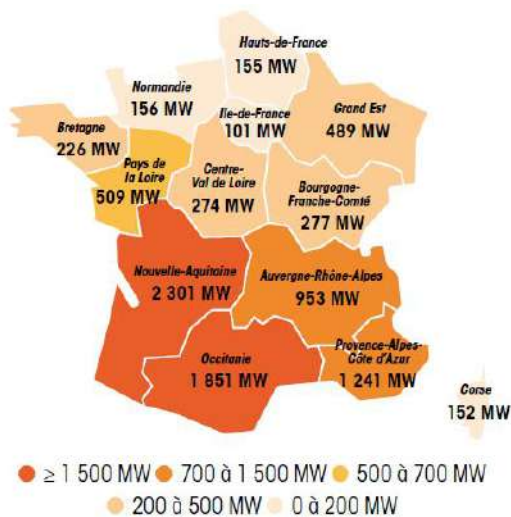 Hauts-de-France
155 MW
Normandie
156 MW
Ile-de-France
101 MW
Grand Est
489 MW
Bretagne
226 MW
Pays de
la Loire
509 MW
Centre-
Val de Loire
274 MW
Bourgogne-
Franche-Comté
277 MW
Nouvelle-Aquitaine
2 301 MW
Auvergne-Rhône-Alpes
953 MW
Occitanie
1 851 MW
Provence-Alpes-
Côte d'Azur
1 241 MW
Corse
152 MW
≥ 1 500 MW 700 à 1 500 MW 500 à 700 MW
200 à 500 MW 0 à 200 MW